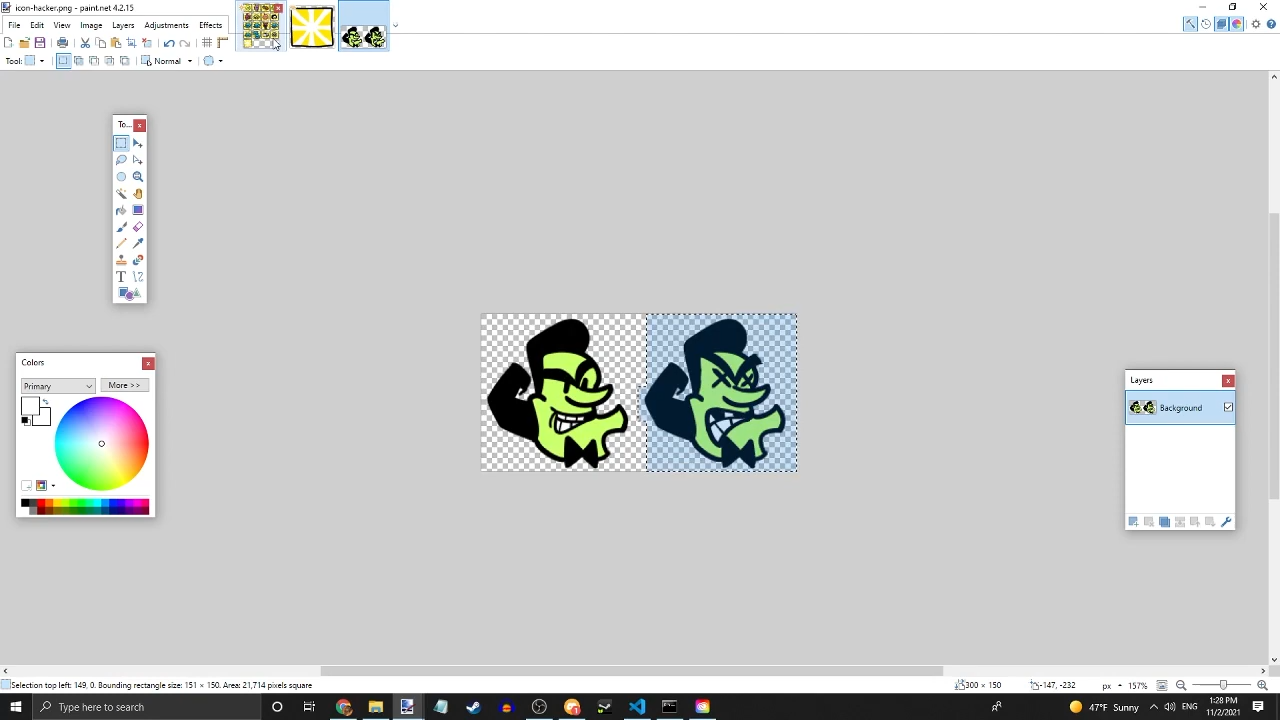 icon-hacker.png - paint.net 4.2.15
File Edit View Image Layers Adjustments Effects
Tool: Normal
To... x
Colors x
Primary More >>
Layers x
Background
Selection top left: 149, 0. Bounding rectangle size: 151 × 150. Area: 21,714 pixels square
300 × 150 -147, -232 px 157%
Type here to search
47°F Sunny ENG 1:28 PM
11/2/2021